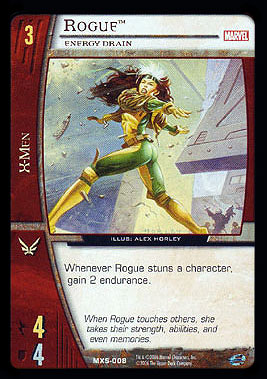 3
ROGUE™
MARVEL
ENERGY DRAIN
X-MEN
ILLUS: ALEX HORLEY
Whenever Rogue stuns a character,
gain 2 endurance.
When Rogue touches others, she
takes their strength, abilities, and
even memories.
4
4
MXS-008